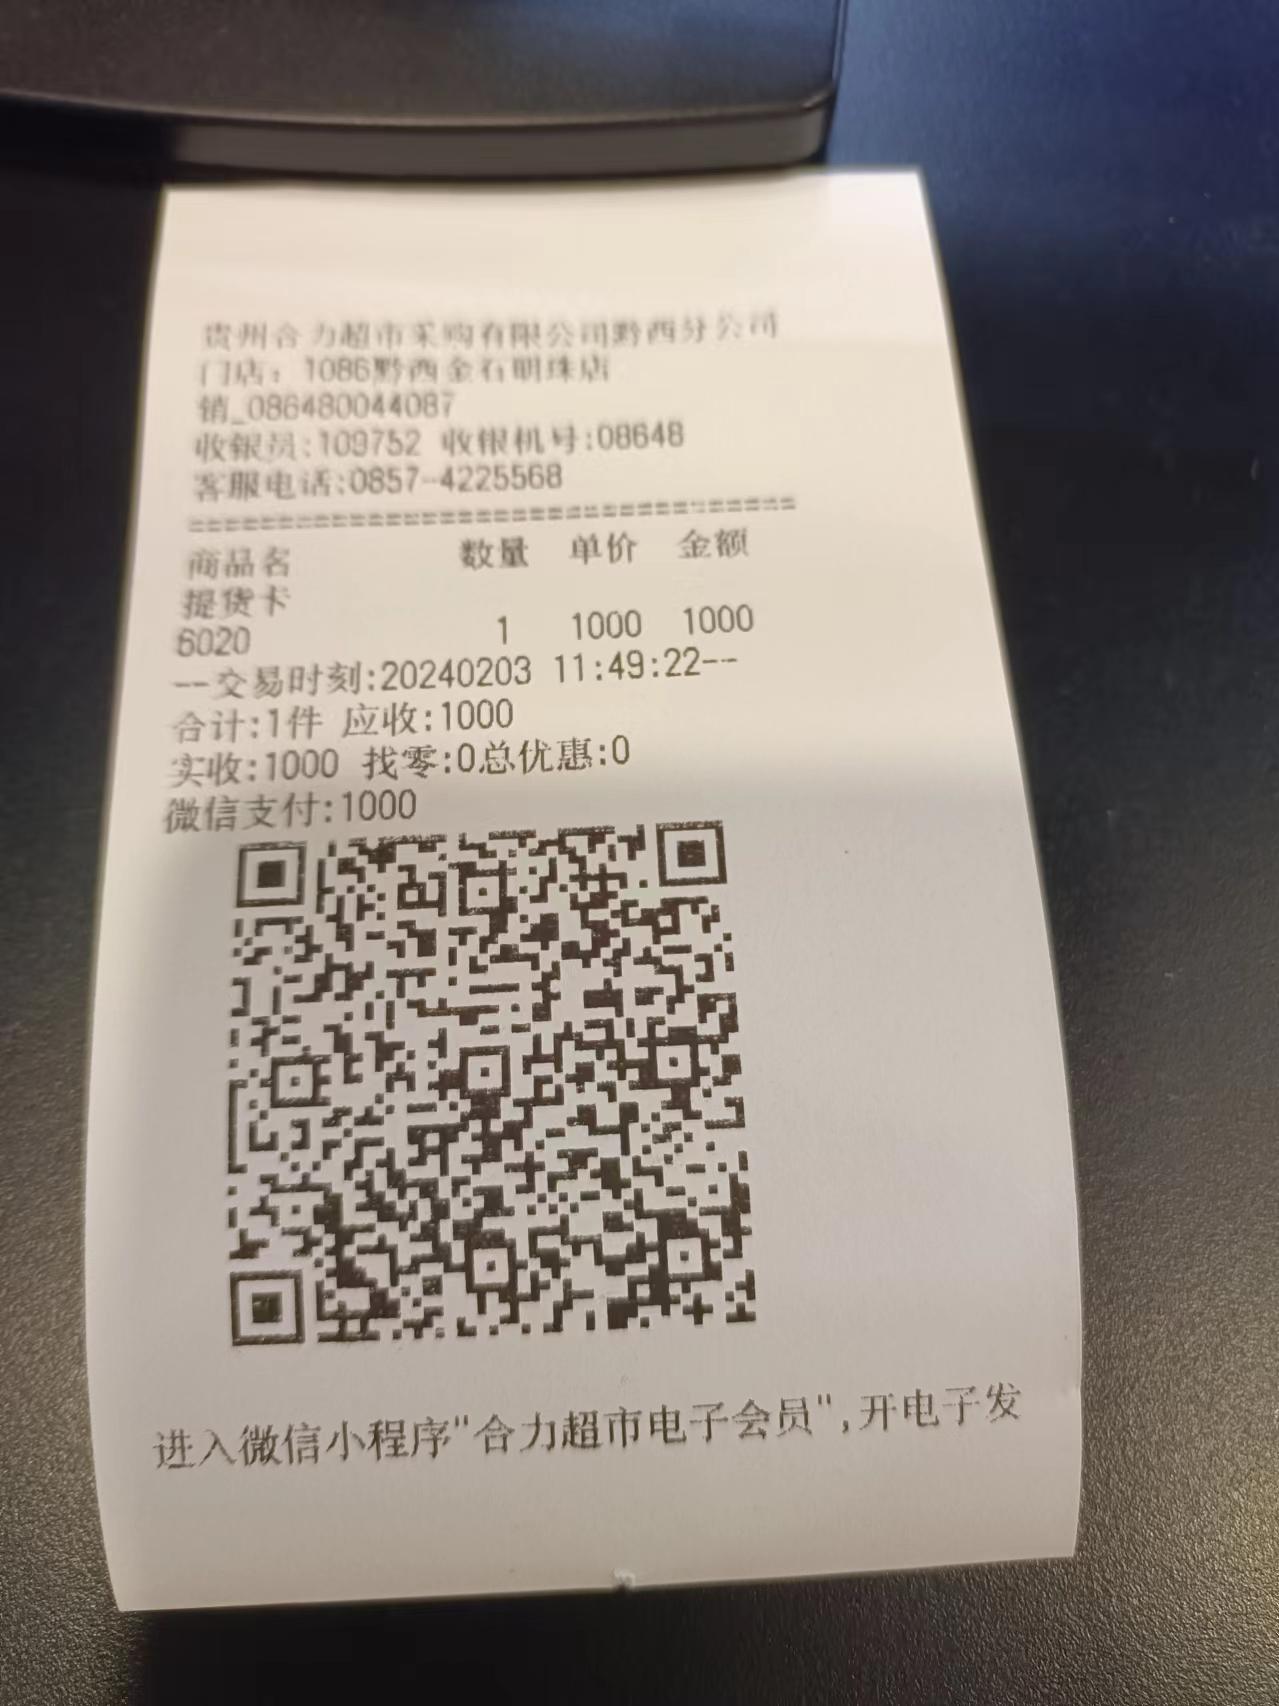 贵州合力超市采购有限公司黔西分公司
门店：1086黔西金石明珠店
销_086480044087
收银员:109752 收银机号:08648
客服电话:0857-4225568
==================================
商品名 数量 单价 金额
提货卡
6020 1 1000 1000
--交易时刻:20240203 11:49:22--
合计:1件 应收:1000
实收:1000 找零:0总优惠:0
微信支付:1000
进入微信小程序"合力超市电子会员",开电子发